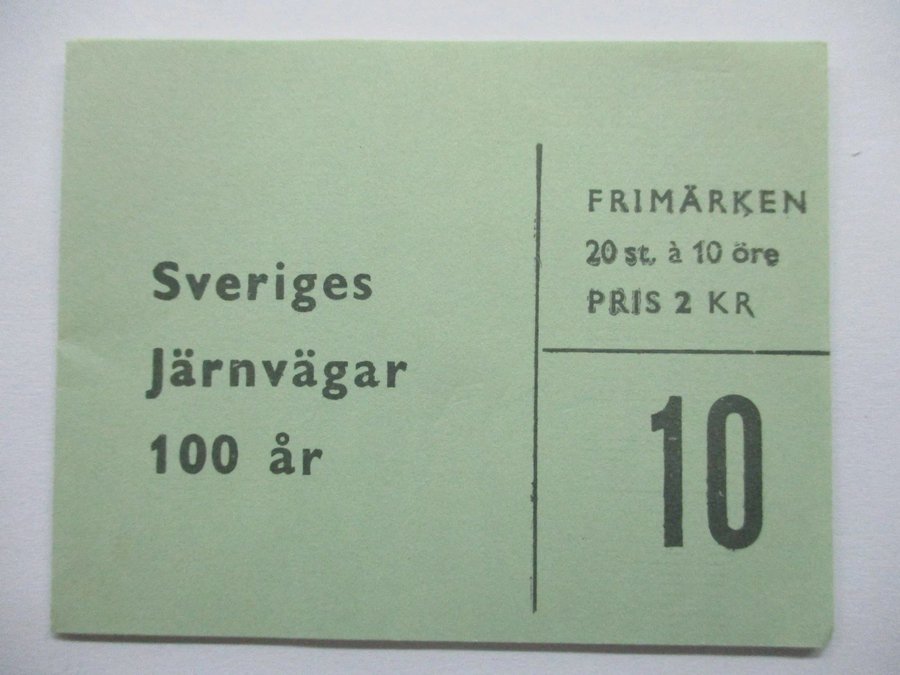 Sveriges
Järnvägar
100 år
FRIMÄRKEN
20 st. à 10 öre
PRIS 2 KR
10